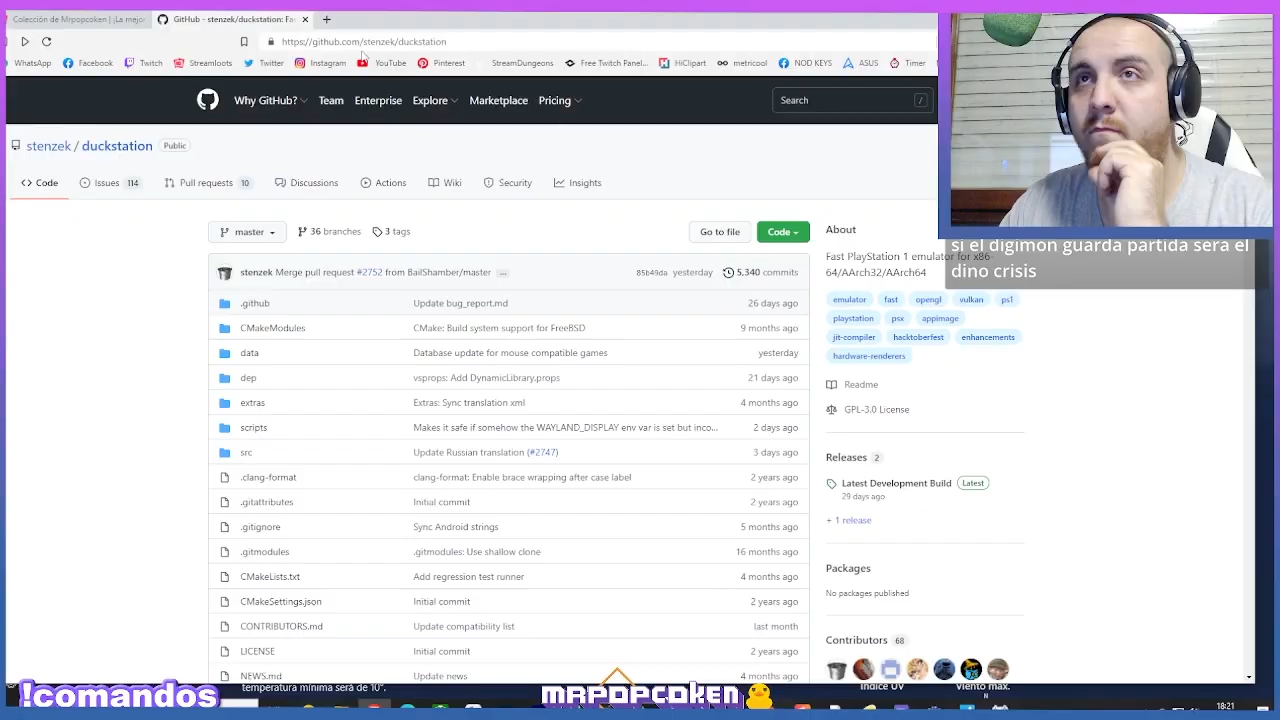 Colección de Mrpopcoken | ¡La mejor
GitHub - stenzek/duckstation: Fa
https://github.com/stenzek/duckstation
WhatsApp Facebook Twitch Streamloots Twitter Instagram YouTube Pinterest StreamDungeons Free Twitch Panel... HiClipart metricool NOD KEYS ASUS Timer
Why GitHub? Team Enterprise Explore Marketplace Pricing Search /
stenzek / duckstation Public
Code Issues 114 Pull requests 10 Discussions Actions Wiki Security Insights
master 36 branches 3 tags Go to file Code
stenzek Merge pull request #2752 from BailShamber/master ... 85b49da yesterday 5,340 commits
.github Update bug_report.md 26 days ago
CMakeModules CMake: Build system support for FreeBSD 9 months ago
data Database update for mouse compatible games yesterday
dep vsprops: Add DynamicLibrary.props 21 days ago
extras Extras: Sync translation xml 4 months ago
scripts Makes it safe if somehow the WAYLAND_DISPLAY env var is set but inco... 2 days ago
src Update Russian translation (#2747) 3 days ago
.clang-format clang-format: Enable brace wrapping after case label 2 years ago
.gitattributes Initial commit 2 years ago
.gitignore Sync Android strings 5 months ago
.gitmodules .gitmodules: Use shallow clone 16 months ago
CMakeLists.txt Add regression test runner 4 months ago
CMakeSettings.json Initial commit 2 years ago
CONTRIBUTORS.md Update compatibility list last month
LICENSE Initial commit 2 years ago
NEWS.md Update news 4 months ago
About
Fast PlayStation 1 emulator for x86-
64/AArch32/AArch64
emulator fast opengl vulkan ps1
playstation psx appimage
jit-compiler hacktoberfest enhancements
hardware-renderers
Readme
GPL-3.0 License
Releases 2
Latest Development Build Latest
29 days ago
+ 1 release
Packages
No packages published
Contributors 68
si el digimon guarda partida sera el
dino crisis
temperatura mínima será de 10°.
Índice UV Viento máx.
!comandos
MRPOPCOKEN
18:21